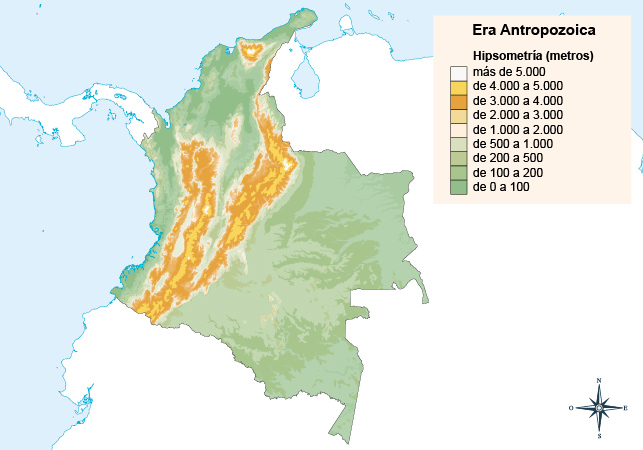 Era Antropozoica
Hipsometría (metros)
más de 5.000
de 4.000 a 5.000
de 3.000 a 4.000
de 2.000 a 3.000
de 1.000 a 2.000
de 500 a 1.000
de 200 a 500
de 100 a 200
de 0 a 100
N
O E
S